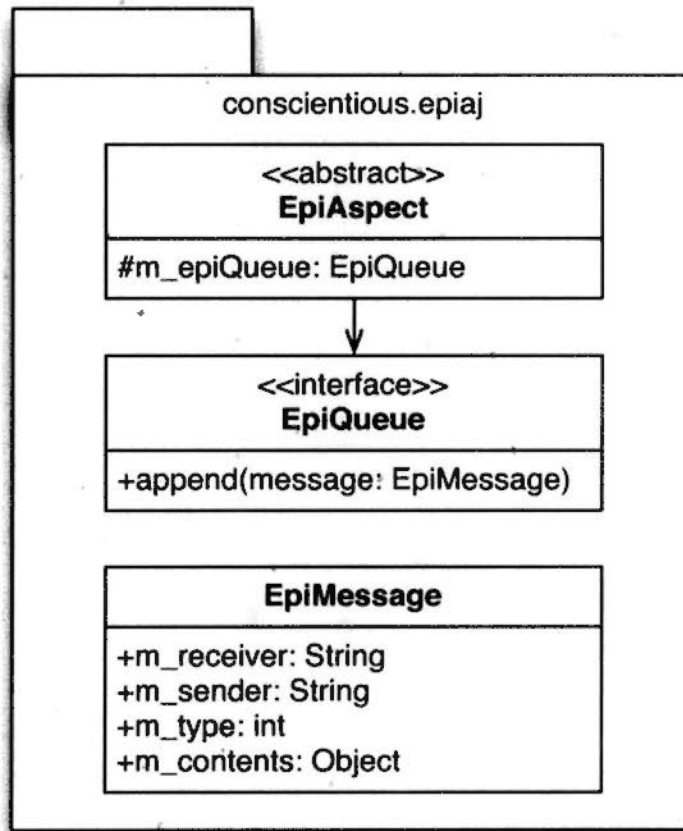 conscientious.epiaj
<<abstract>>
EpiAspect
#m_epiQueue: EpiQueue
<<interface>>
EpiQueue
+append(message: EpiMessage)
EpiMessage
+m_receiver: String
+m_sender: String
+m_type: int
+m_contents: Object